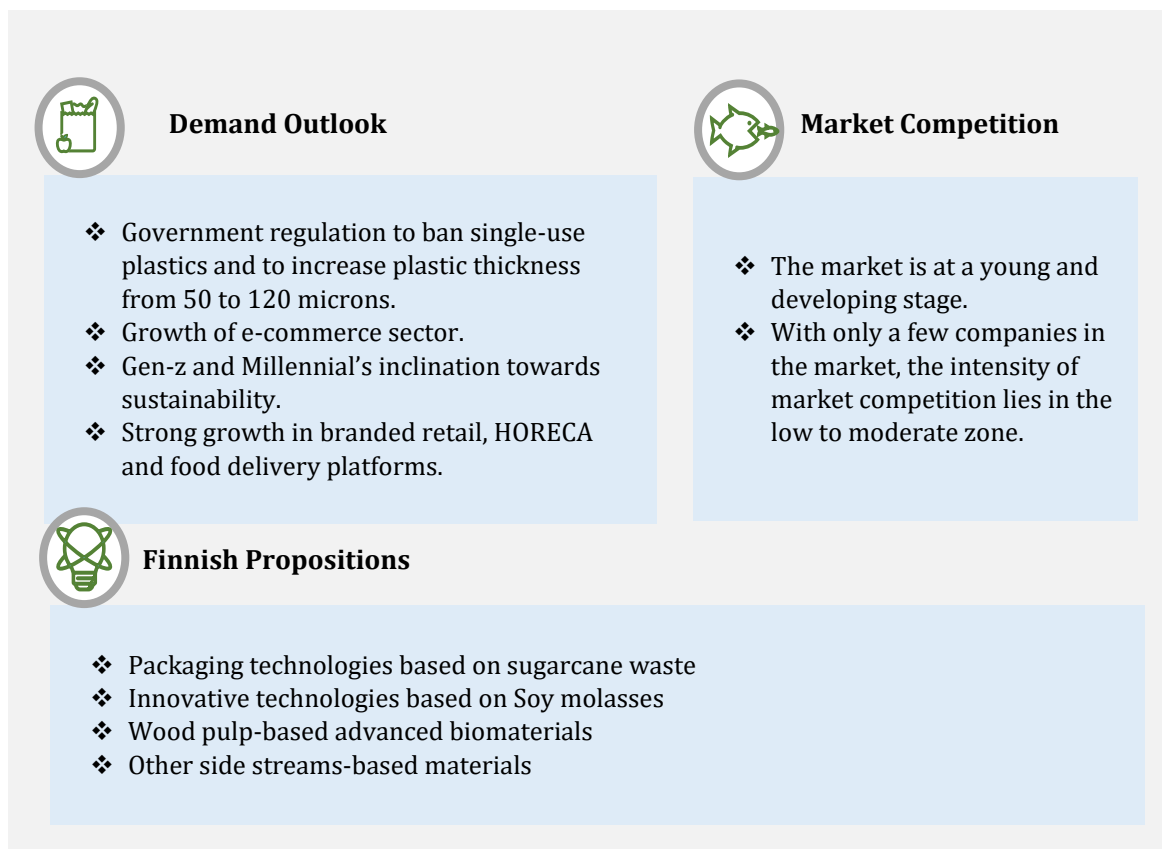 Demand Outlook
❖ Government regulation to ban single-use
plastics and to increase plastic thickness
from 50 to 120 microns.
❖ Growth of e-commerce sector.
❖ Gen-z and Millennial’s inclination towards
sustainability.
❖ Strong growth in branded retail, HORECA
and food delivery platforms.
Market Competition
❖ The market is at a young and
developing stage.
❖ With only a few companies in
the market, the intensity of
market competition lies in the
low to moderate zone.
Finnish Propositions
❖ Packaging technologies based on sugarcane waste
❖ Innovative technologies based on Soy molasses
❖ Wood pulp-based advanced biomaterials
❖ Other side streams-based materials